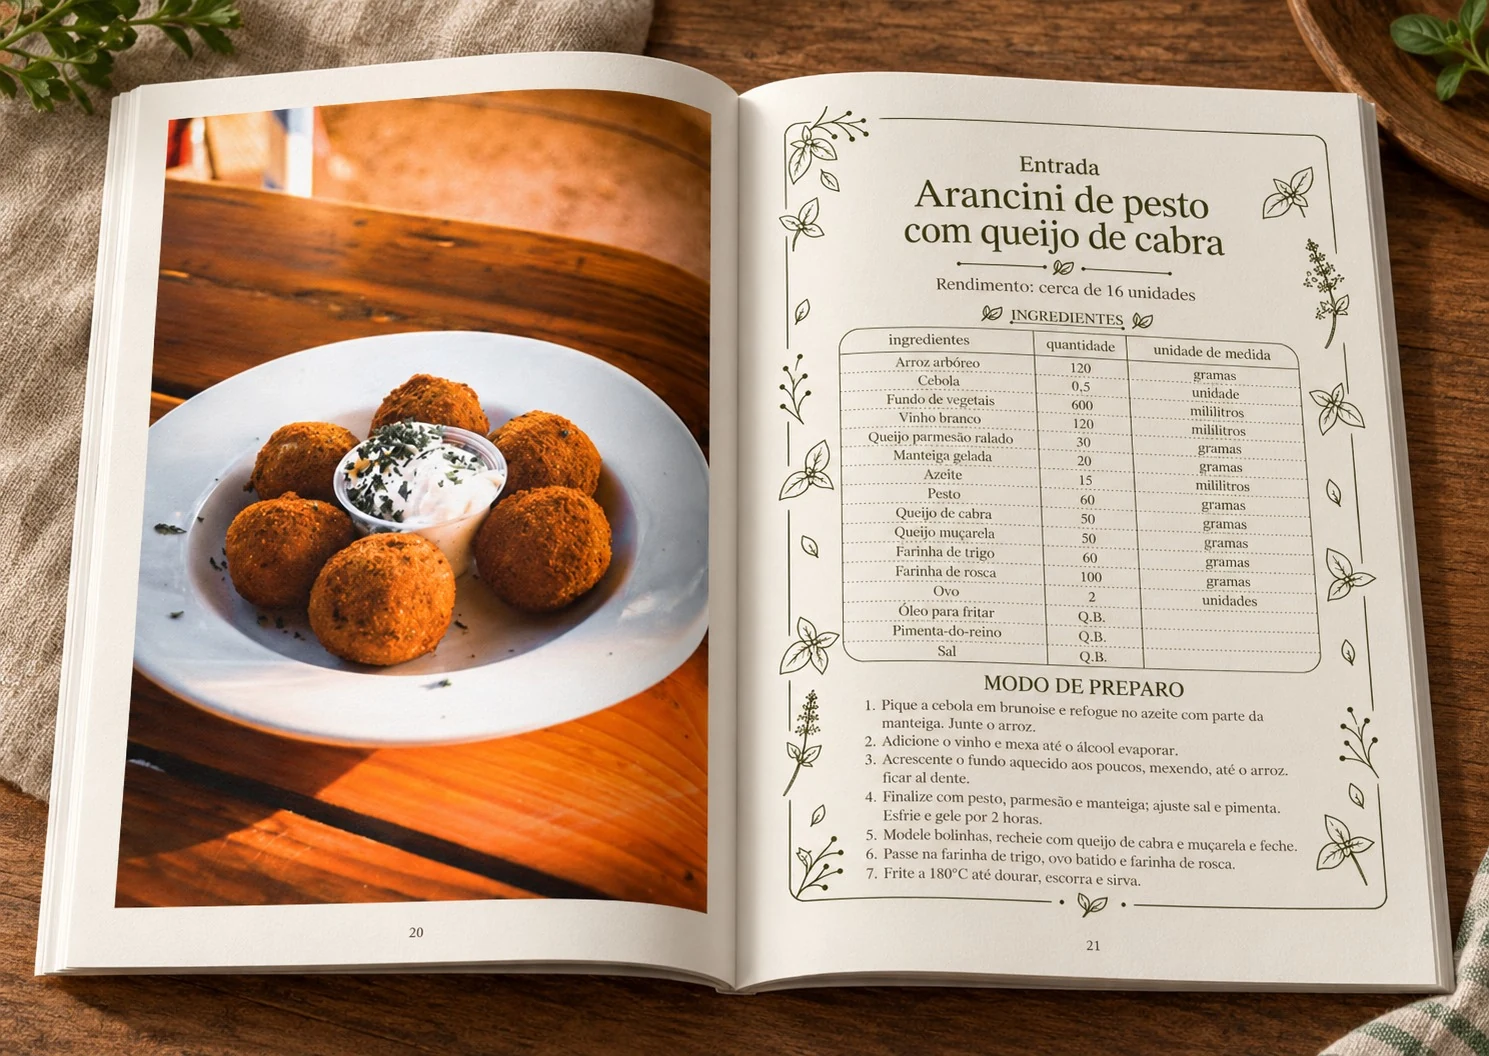 Entrada
Arancini de pesto
com queijo de cabra
Rendimento: cerca de 16 unidades
INGREDIENTES
ingredientes quantidade unidade de medida
Arroz arbóreo 120 gramas
Cebola 0,5 unidade
Fundo de vegetais 600 mililitros
Vinho branco 120 mililitros
Queijo parmesão ralado 30 gramas
Manteiga gelada 20 gramas
Azeite 15 mililitros
Pesto 60 gramas
Queijo de cabra 50 gramas
Queijo muçarela 50 gramas
Farinha de trigo 60 gramas
Farinha de rosca 100 gramas
Ovo 2 unidades
Óleo para fritar Q.B.
Pimenta-do-reino Q.B.
Sal Q.B.
MODO DE PREPARO
1. Pique a cebola em brunoise e refogue no azeite com parte da
manteiga. Junte o arroz.
2. Adicione o vinho e mexa até o álcool evaporar.
3. Acrescente o fundo aquecido aos poucos, mexendo, até o arroz.
ficar al dente.
4. Finalize com pesto, parmesão e manteiga; ajuste sal e pimenta.
Esfrie e gele por 2 horas.
5. Modele bolinhas, recheie com queijo de cabra e muçarela e feche.
6. Passe na farinha de trigo, ovo batido e farinha de rosca.
7. Frite a 180°C até dourar, escorra e sirva.
20
21